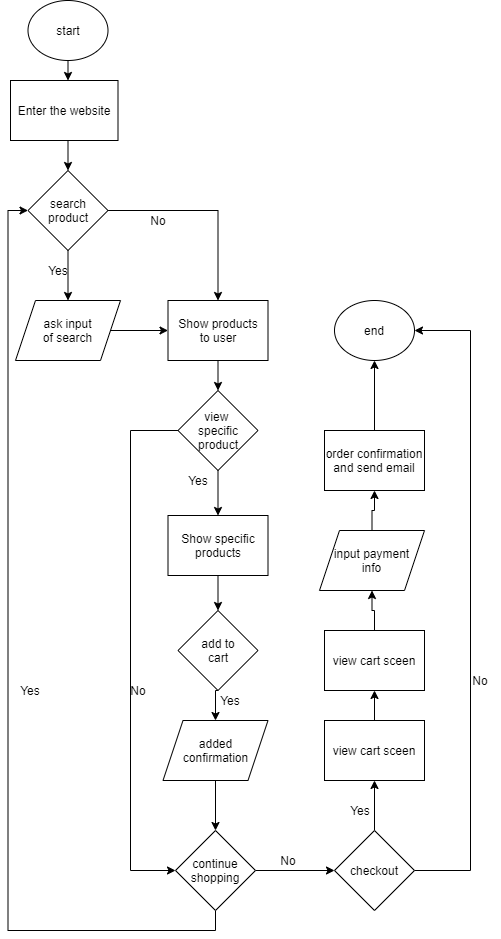 start
Enter the website
search
product
No
Yes
ask input
of search
Show products
to user
end
view
specific
product
order confirmation
and send email
Yes
Show specific
products
input payment
info
add to
cart
view cart sceen
No
Yes
No
Yes
added
confirmation
view cart sceen
Yes
continue
shopping
No
checkout